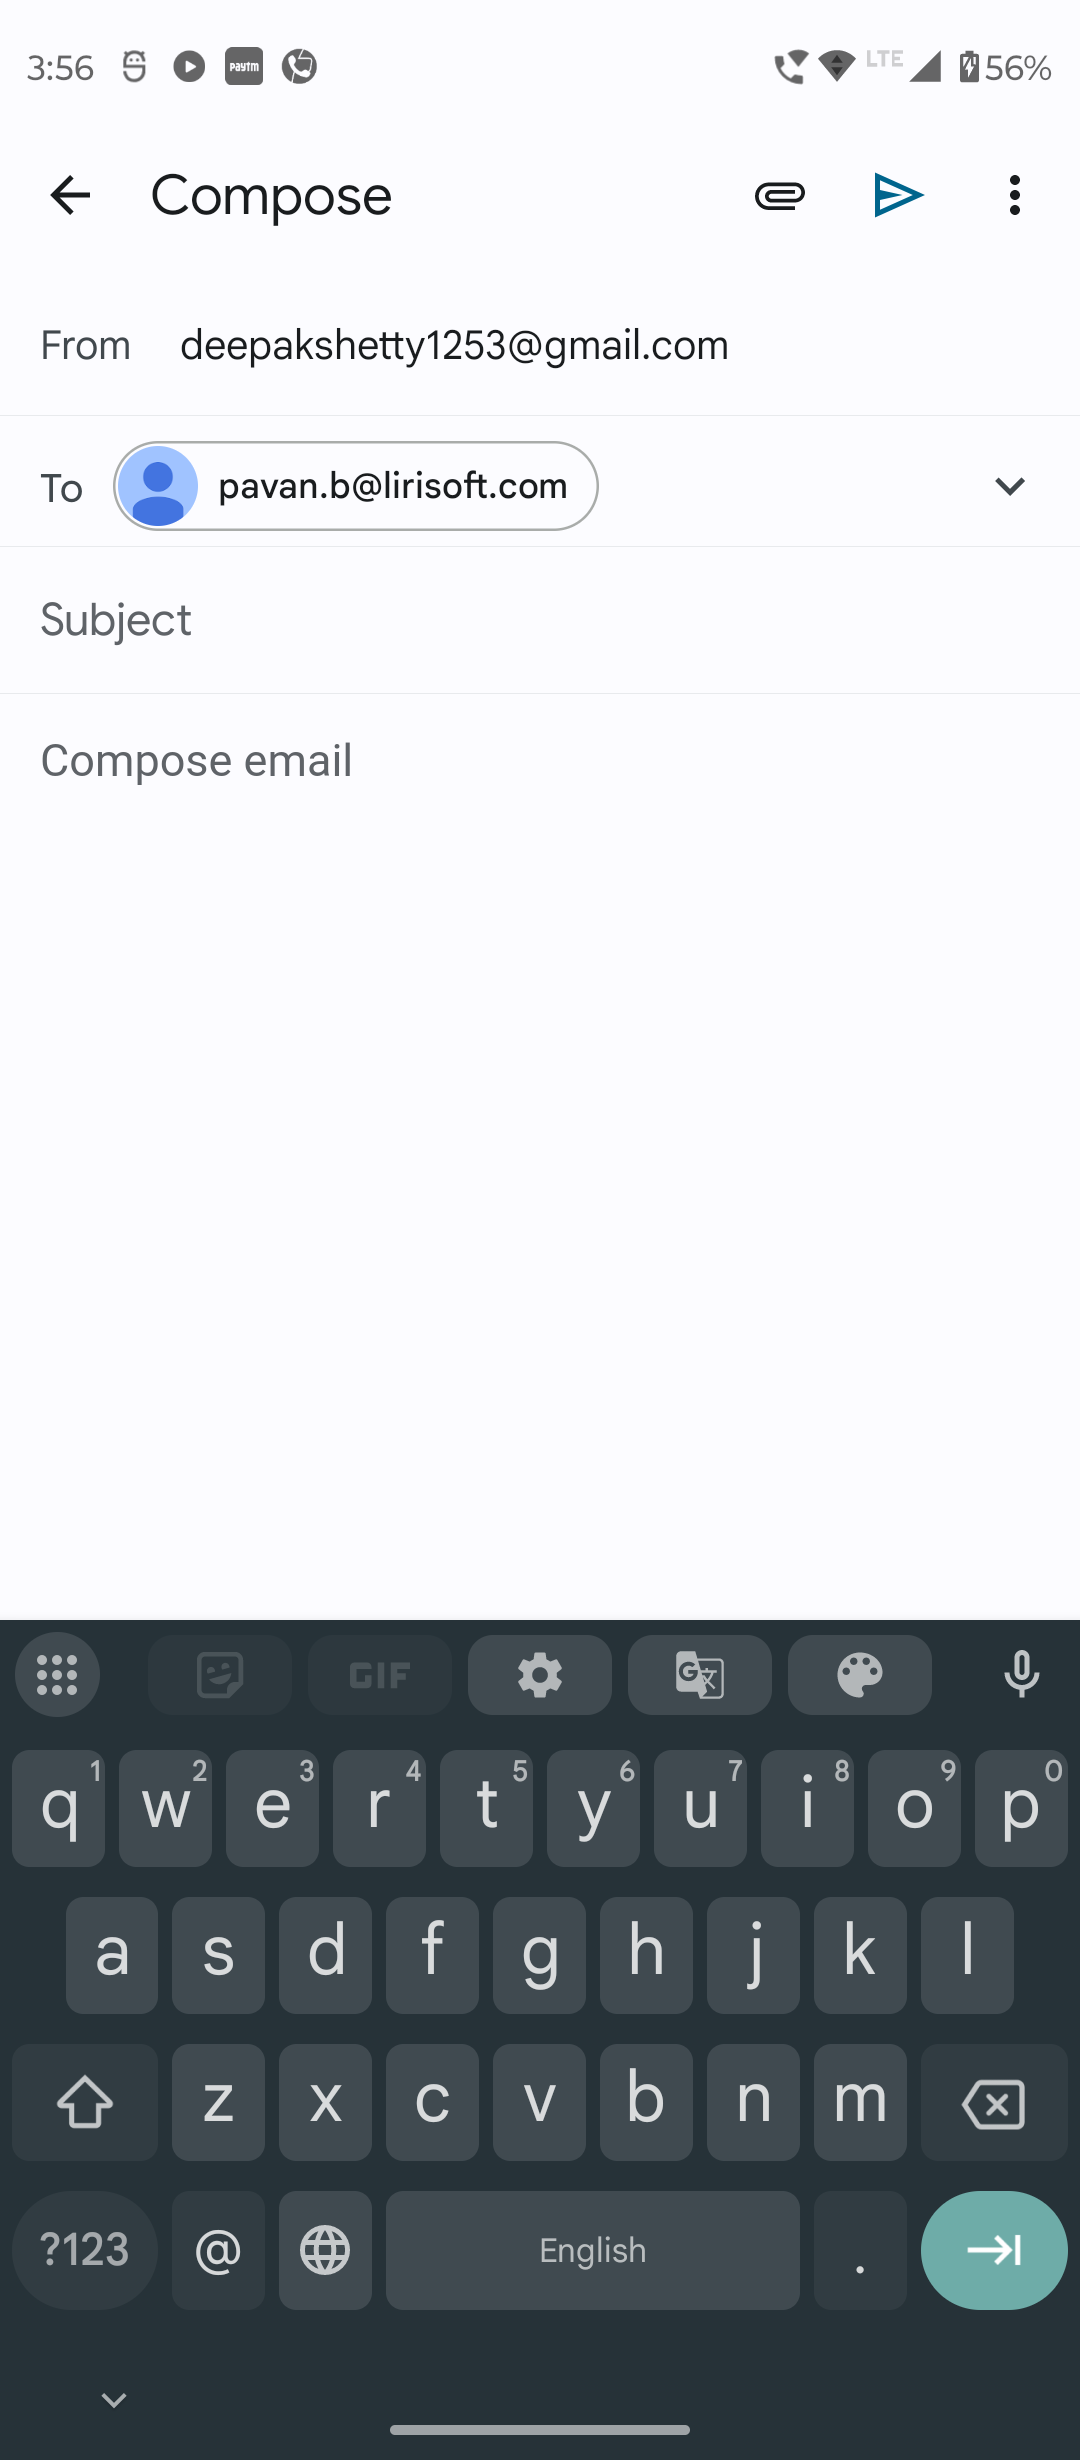 3:56 paytm LTE 56%
Compose
From deepakshetty1253@gmail.com
To pavan.b@lirisoft.com
Subject
Compose email
GIF G 文
q1 w2 e3 r4 t5 y6 u7 i8 o9 p0
a s d f g h j k l
z x c v b n m
?123 @ English .